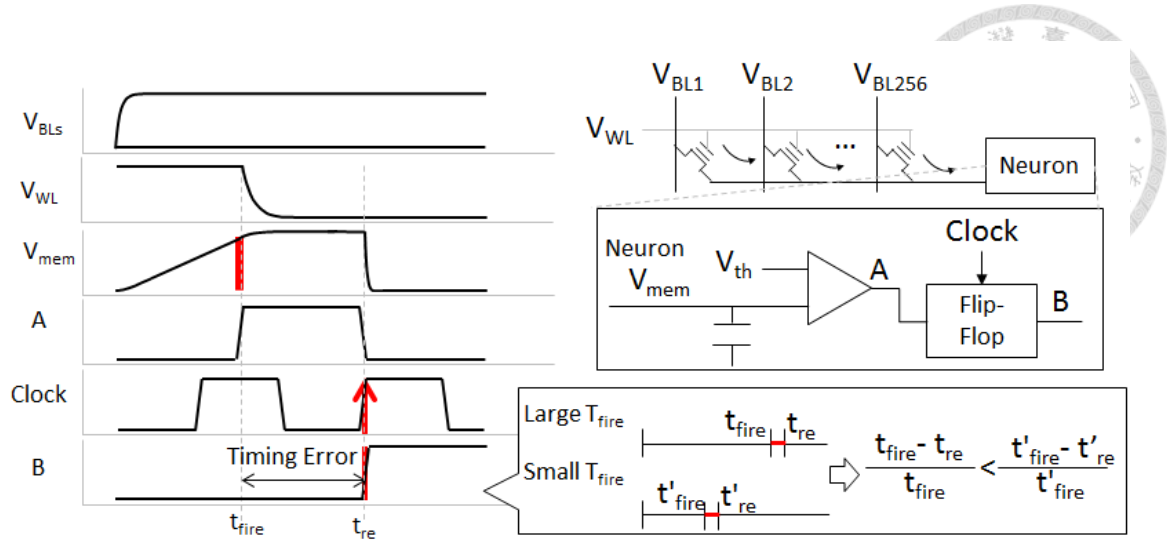 V_BLs
V_WL
V_mem
A
Clock
B
Timing Error
t_fire
t_re
V_BL1 V_BL2 V_BL256
V_WL
...
Neuron
Neuron
V_mem
V_th
A
Clock
Flip-
Flop
B
Large T_fire
t_fire t_re
Small T_fire
t'_fire t'_re
t_fire - t_re
t_fire
<
t'_fire - t'_re
t'_fire